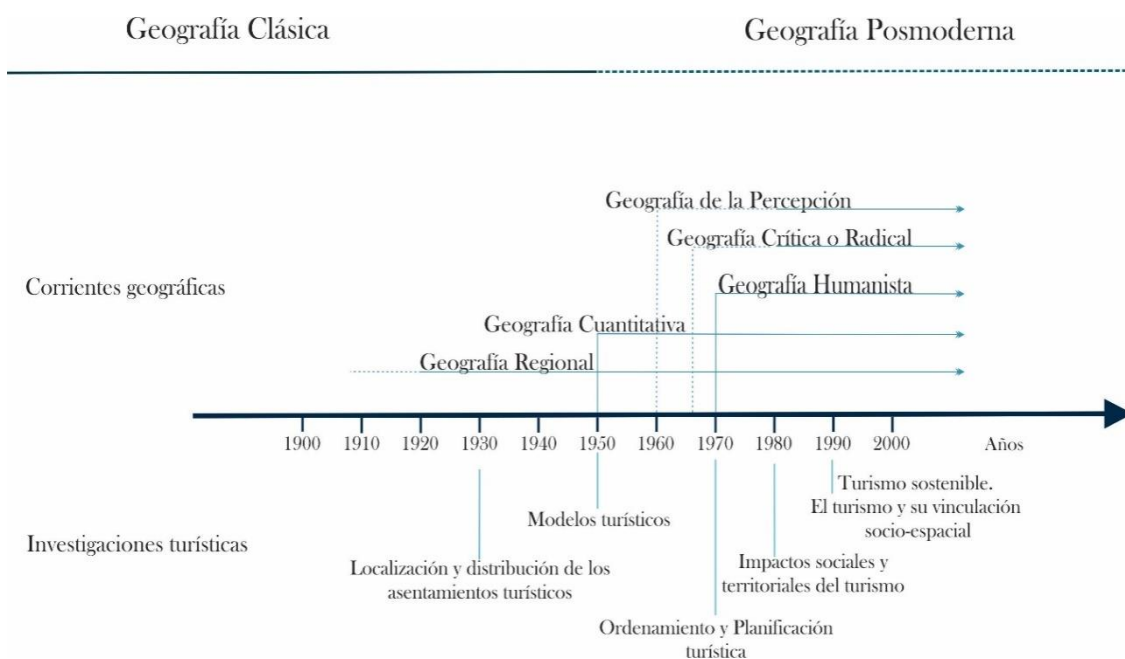 Geografía Clásica
Geografía Posmoderna
Geografía de la Percepción
Geografía Crítica o Radical
Corrientes geográficas
Geografía Humanista
Geografía Cuantitativa
Geografía Regional
1900 1910 1920 1930 1940 1950 1960 1970 1980 1990 2000 Años
Turismo sostenible.
El turismo y su vinculación
socio-espacial
Modelos turísticos
Investigaciones turísticas
Localización y distribución de los
asentamientos turísticos
Impactos sociales y
territoriales del turismo
Ordenamiento y Planificación
turística